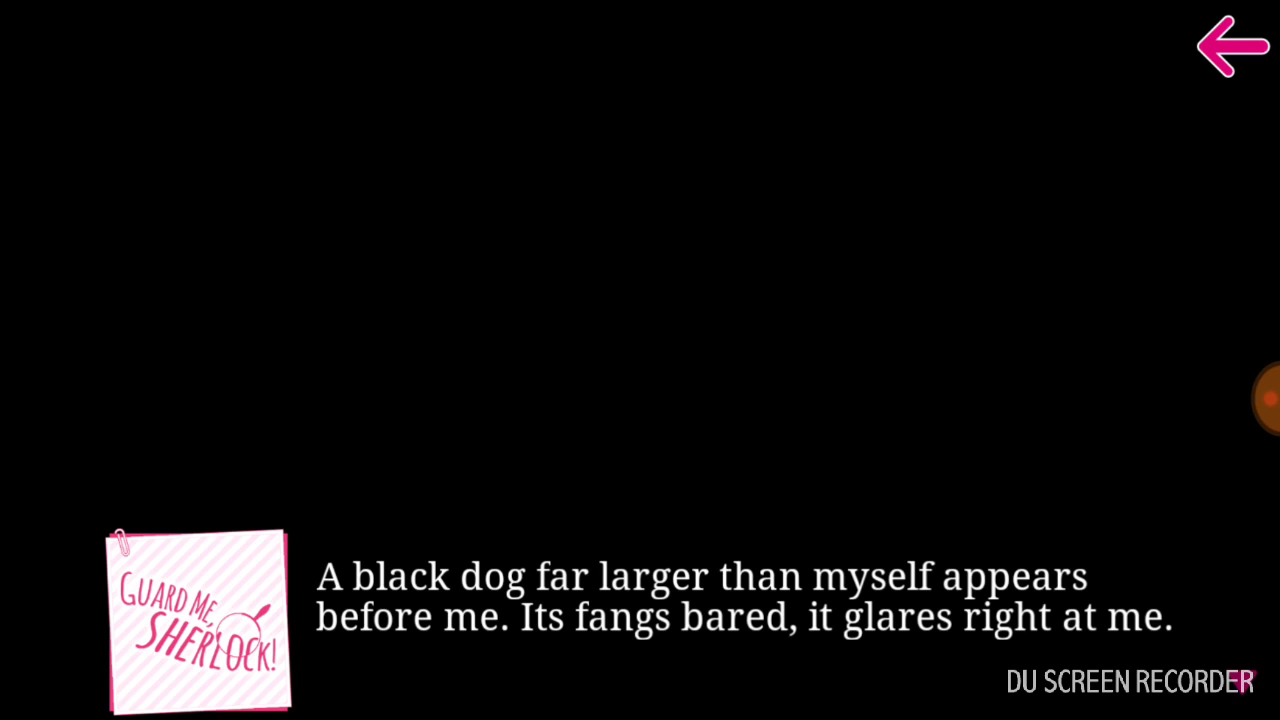 A black dog far larger than myself appears
before me. Its fangs bared, it glares right at me.
GUARD ME,
SHERLOCK!
DU SCREEN RECORDER